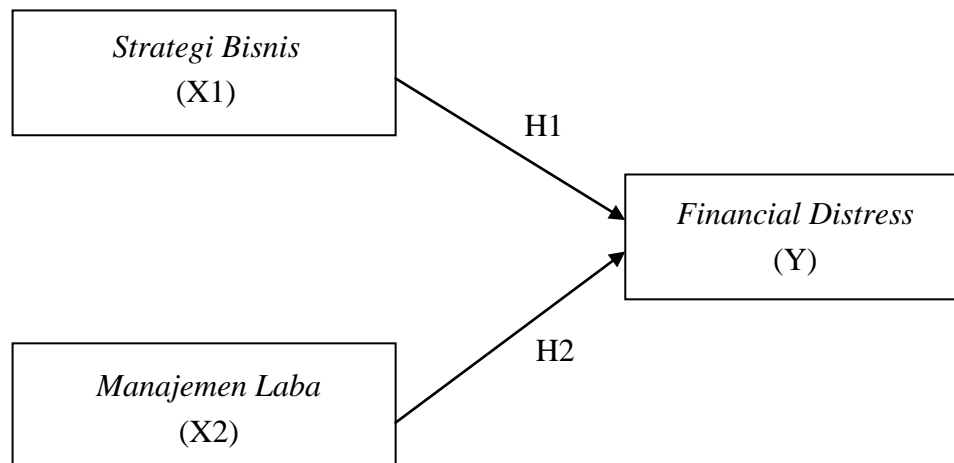 Strategi Bisnis
(X1)
H1
Financial Distress
(Y)
H2
Manajemen Laba
(X2)